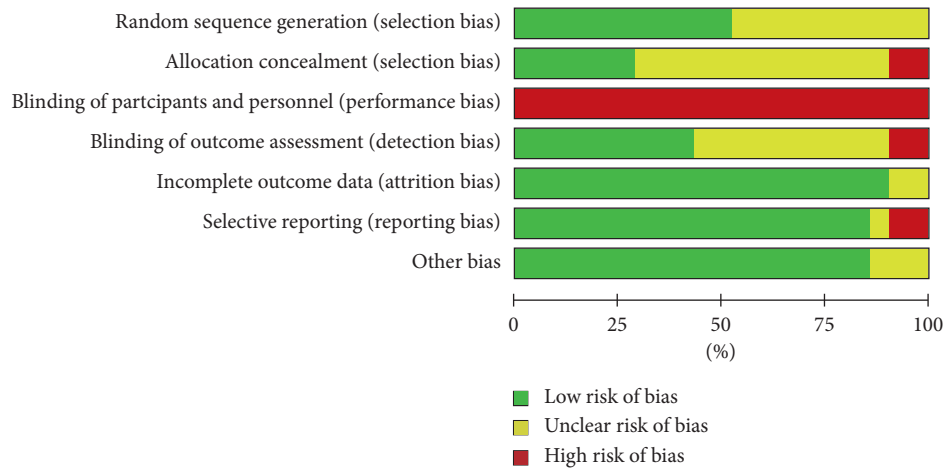 Random sequence generation (selection bias)
Allocation concealment (selection bias)
Blinding of partcipants and personnel (performance bias)
Blinding of outcome assessment (detection bias)
Incomplete outcome data (attrition bias)
Selective reporting (reporting bias)
Other bias
0 25 50 75 100
(%)
Low risk of bias
Unclear risk of bias
High risk of bias